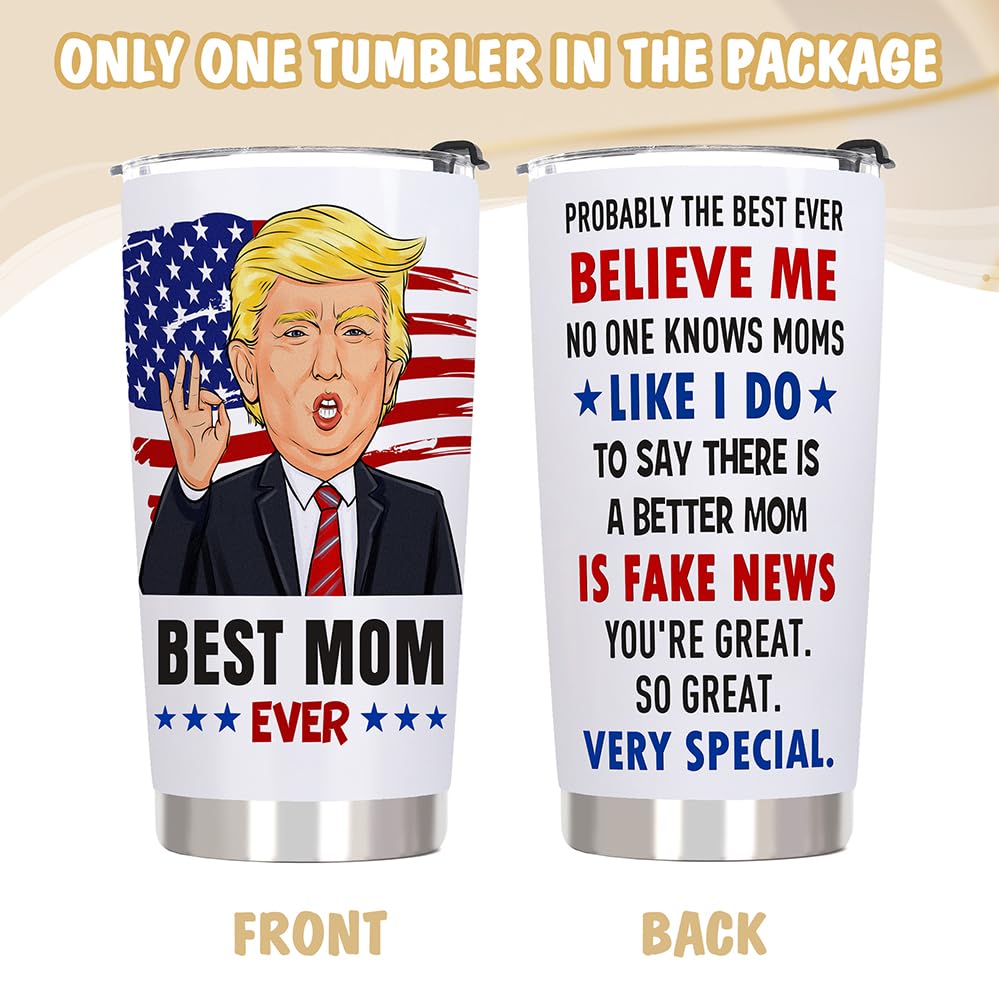 ONLY ONE TUMBLER IN THE PACKAGE
BEST MOM
EVER
PROBABLY THE BEST EVER
BELIEVE ME
NO ONE KNOWS MOMS
LIKE I DO
TO SAY THERE IS
A BETTER MOM
IS FAKE NEWS
YOU'RE GREAT.
SO GREAT.
VERY SPECIAL.
FRONT
BACK